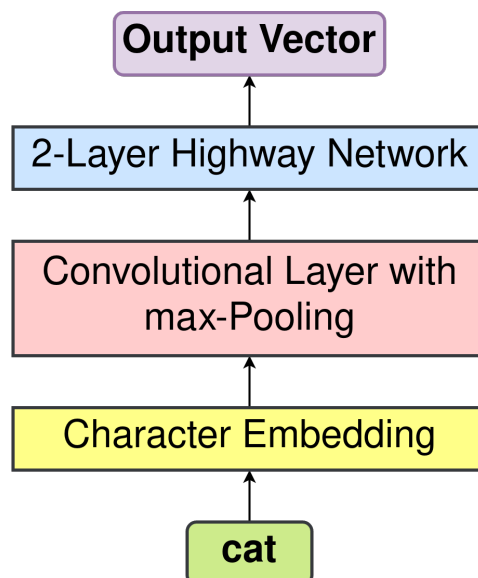 Output Vector
2-Layer Highway Network
Convolutional Layer with
max-Pooling
Character Embedding
cat